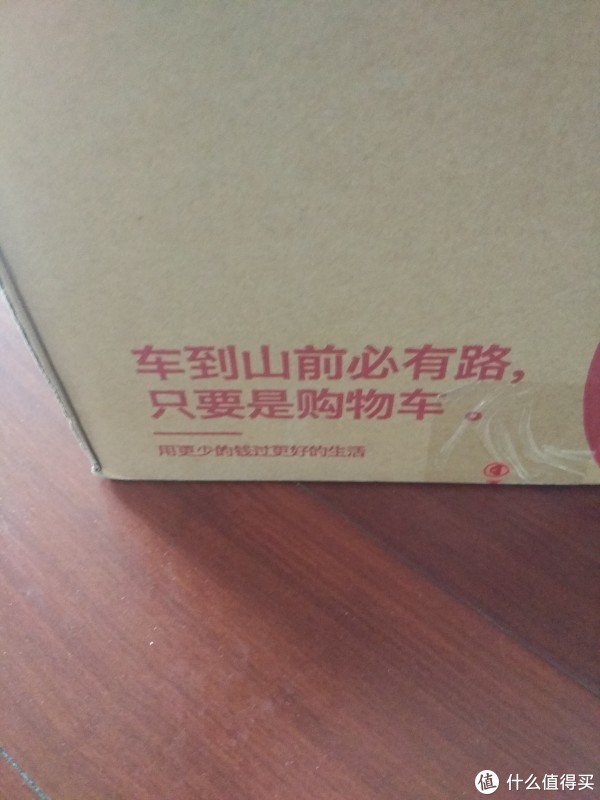 车到山前必有路,
只要是购物车。
用更少的钱过更好的生活
值 什么值得买